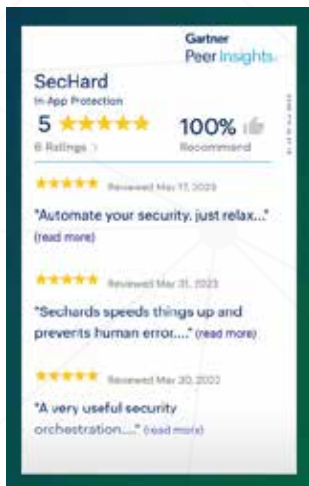 Gartner
Peer Insights
SecHard
In-App Protection
5
100%
6 Ratings >
Recommend
Reviewed Mar 17, 2023
"Automate your security. just relax..."
(read more)
Reviewed Mar 31, 2023
"Sechards speeds things up and
prevents human error...." (read more)
Reviewed Mar 30, 2023
"A very useful security
orchestration...." (read more)